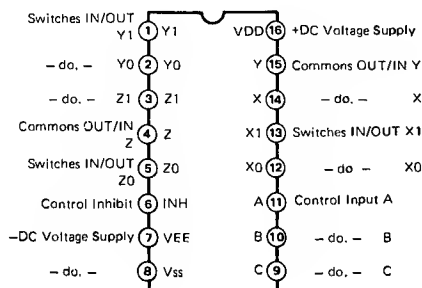 Switches IN/OUT
Y1 1 Y1 VDD 16 +DC Voltage Supply
– do. – Y0 2 Y0 Y 15 Commons OUT/IN Y
– do. – Z1 3 Z1 X 14 – do. – X
Commons OUT/IN
Z 4 Z X1 13 Switches IN/OUT X1
Switches IN/OUT
Z0 5 Z0 X0 12 – do – X0
Control Inhibit 6 INH A 11 Control Input A
–DC Voltage Supply 7 VEE B 10 – do. – B
– do. – 8 Vss C 9 – do. – C